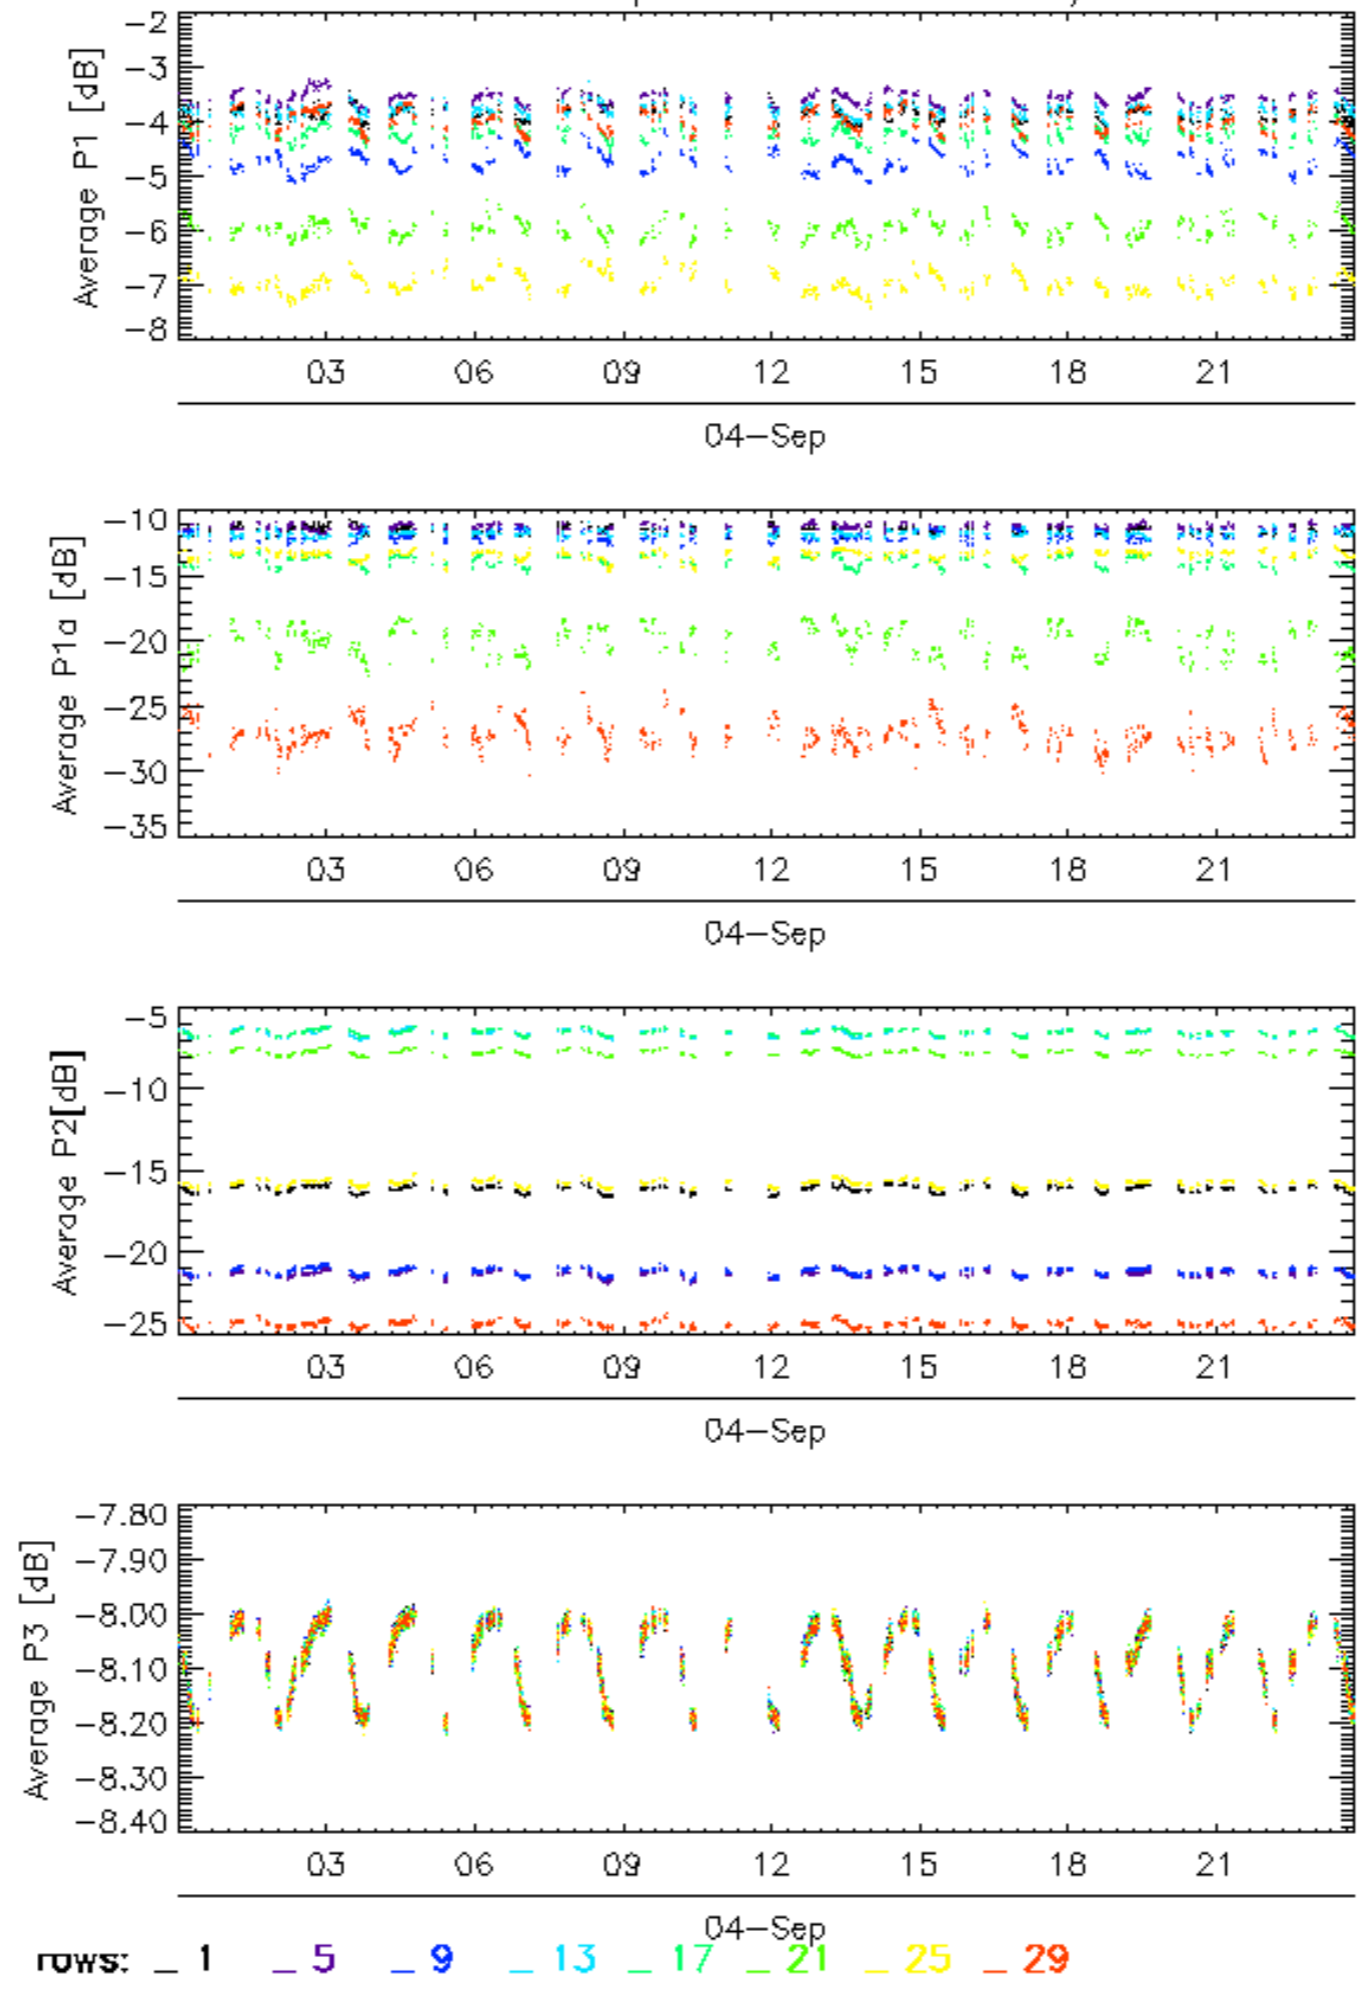 -2
-3
-4
-5
-6
-7
-8
Average P1 [dB]
03 06 09 12 15 18 21
04-Sep
-10
-15
-20
-25
-30
-35
Average P1a [dB]
03 06 09 12 15 18 21
04-Sep
-5
-10
-15
-20
-25
Average P2[dB]
03 06 09 12 15 18 21
04-Sep
-7.80
-7.90
-8.00
-8.10
-8.20
-8.30
-8.40
Average P3 [dB]
03 06 09 12 15 18 21
04-Sep
rows: _ 1 _ 5 _ 9 _ 13 _ 17 _ 21 _ 25 _ 29